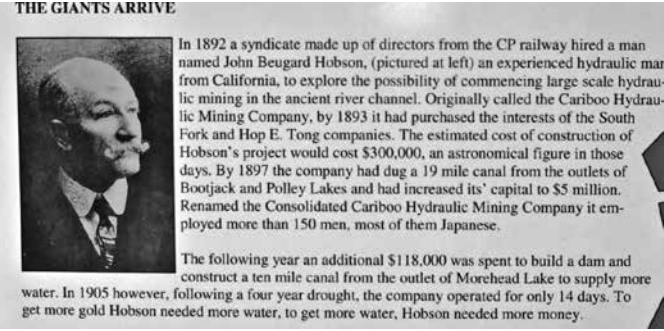 THE GIANTS ARRIVE
In 1892 a syndicate made up of directors from the CP railway hired a man
named John Beugard Hobson, (pictured at left) an experienced hydraulic man
from California, to explore the possibility of commencing large scale hydrau-
lic mining in the ancient river channel. Originally called the Cariboo Hydrau-
lic Mining Company, by 1893 it had purchased the interests of the South
Fork and Hop E. Tong companies. The estimated cost of construction of
Hobson's project would cost $300,000, an astronomical figure in those
days. By 1897 the company had dug a 19 mile canal from the outlets of
Bootjack and Polley Lakes and had increased its' capital to $5 million.
Renamed the Consolidated Cariboo Hydraulic Mining Company it em-
ployed more than 150 men, most of them Japanese.
The following year an additional $118,000 was spent to build a dam and
construct a ten mile canal from the outlet of Morehead Lake to supply more
water. In 1905 however, following a four year drought, the company operated for only 14 days. To
get more gold Hobson needed more water, to get more water, Hobson needed more money.